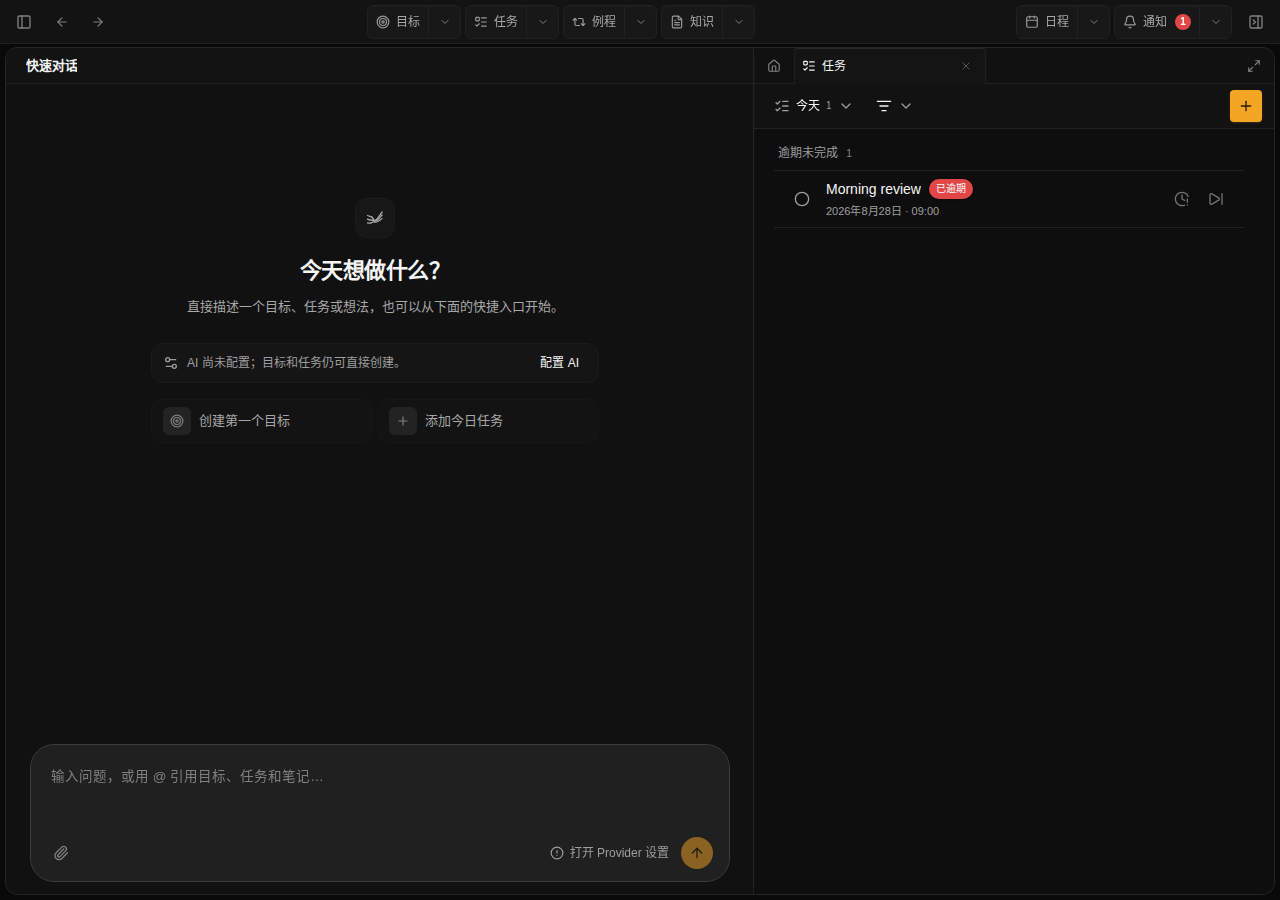 目标
任务
例程
知识
日程
通知 1
快速对话
任务
今天 1
逾期未完成 1
Morning review 已逾期
2026年8月28日 · 09:00
今天想做什么？
直接描述一个目标、任务或想法，也可以从下面的快捷入口开始。
AI 尚未配置；目标和任务仍可直接创建。 配置 AI
创建第一个目标
添加今日任务
输入问题，或用 @ 引用目标、任务和笔记…
打开 Provider 设置